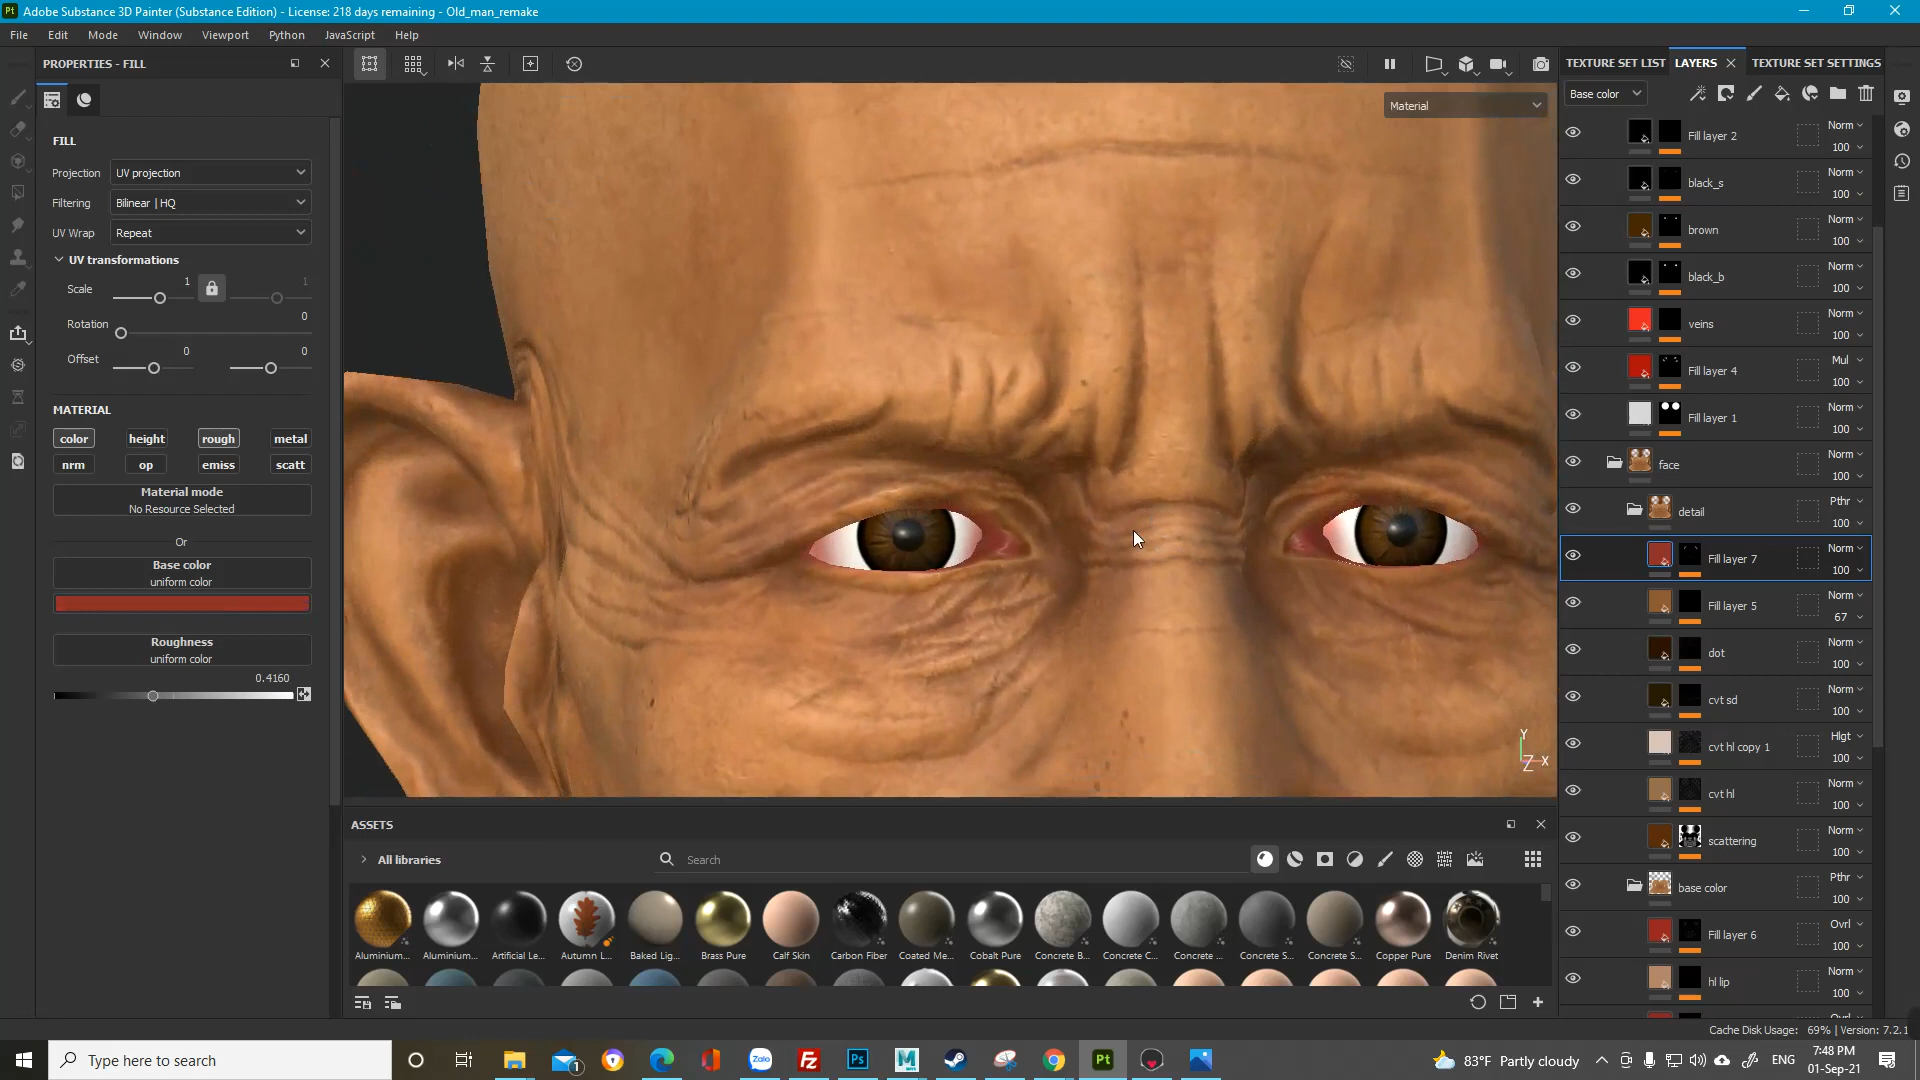 Pt Adobe Substance 3D Painter (Substance Edition) - License: 218 days remaining - Old_man_remake
File Edit Mode Window Viewport Python JavaScript Help
PROPERTIES - FILL
FILL
Projection UV projection
Filtering Bilinear | HQ
UV Wrap Repeat
UV transformations
Scale 1 1
Rotation 0
Offset 0 0
MATERIAL
color height rough metal
nrm op emiss scatt
Material mode
No Resource Selected
Or
Base color
uniform color
Roughness
uniform color
0.4160
Material
Y
Z X
ASSETS
All libraries
Search
Aluminium... Aluminium... Artificial Le... Autumn L... Baked Lig... Brass Pure Calf Skin Carbon Fiber Coated Me... Cobalt Pure Concrete B... Concrete C... Concrete ... Concrete S... Concrete S... Copper Pure Denim Rivet
TEXTURE SET LIST LAYERS TEXTURE SET SETTINGS
Base color
Fill layer 2 Norm 100
black_s Norm 100
brown Norm 100
black_b Norm 100
veins Norm 100
Fill layer 4 Mul 100
Fill layer 1 Norm 100
face Norm 100
detail Pthr 100
Fill layer 7 Norm 100
Fill layer 5 Norm 67
dot Norm 100
cvt sd Norm 100
cvt hl copy 1 Hlgt 100
cvt hl Norm 100
scattering Norm 100
base color Pthr 100
Fill layer 6 Ovrl 100
hl lip Norm 100
Ovrl
Cache Disk Usage: 69% | Version: 7.2.1
Type here to search
1
Zalo
Fz
Ps
M
Pt
83°F Partly cloudy
ENG
7:48 PM
01-Sep-21